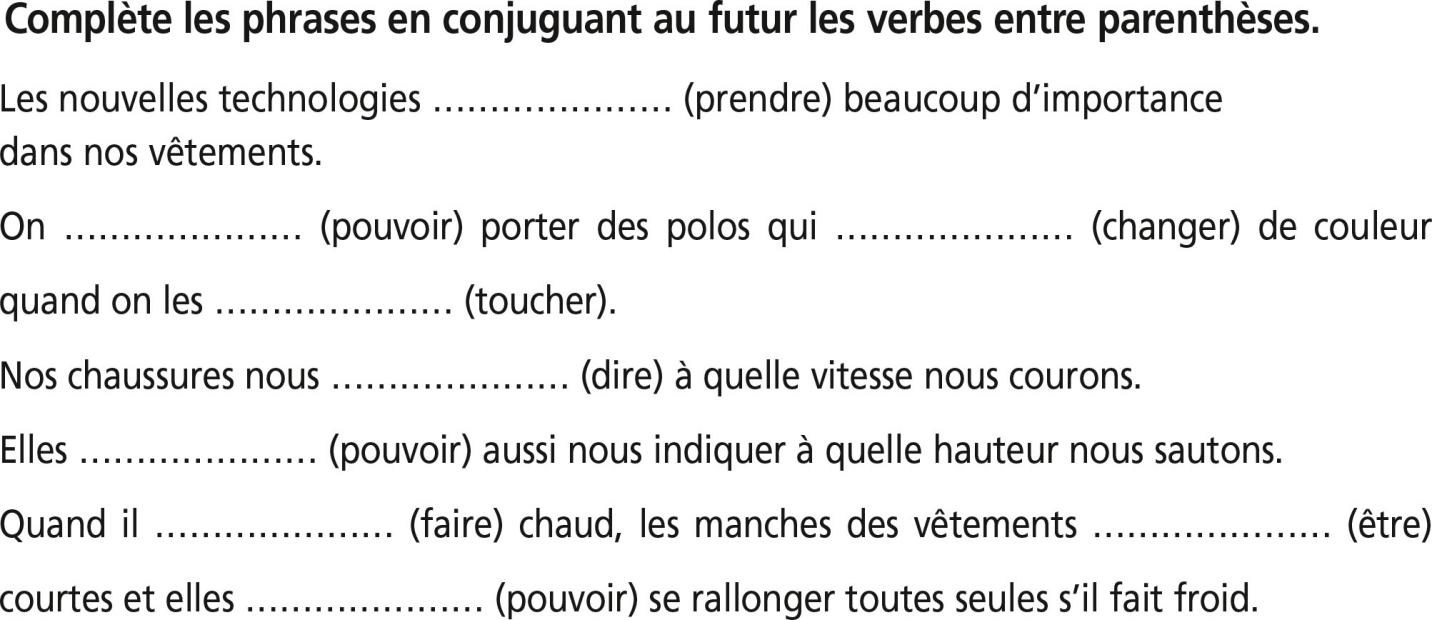 Complète les phrases en conjuguant au futur les verbes entre parenthèses.
Les nouvelles technologies ..................... (prendre) beaucoup d’importance
dans nos vêtements.
On ..................... (pouvoir) porter des polos qui ..................... (changer) de couleur
quand on les ..................... (toucher).
Nos chaussures nous ..................... (dire) à quelle vitesse nous courons.
Elles ..................... (pouvoir) aussi nous indiquer à quelle hauteur nous sautons.
Quand il ..................... (faire) chaud, les manches des vêtements ..................... (être)
courtes et elles ..................... (pouvoir) se rallonger toutes seules s’il fait froid.